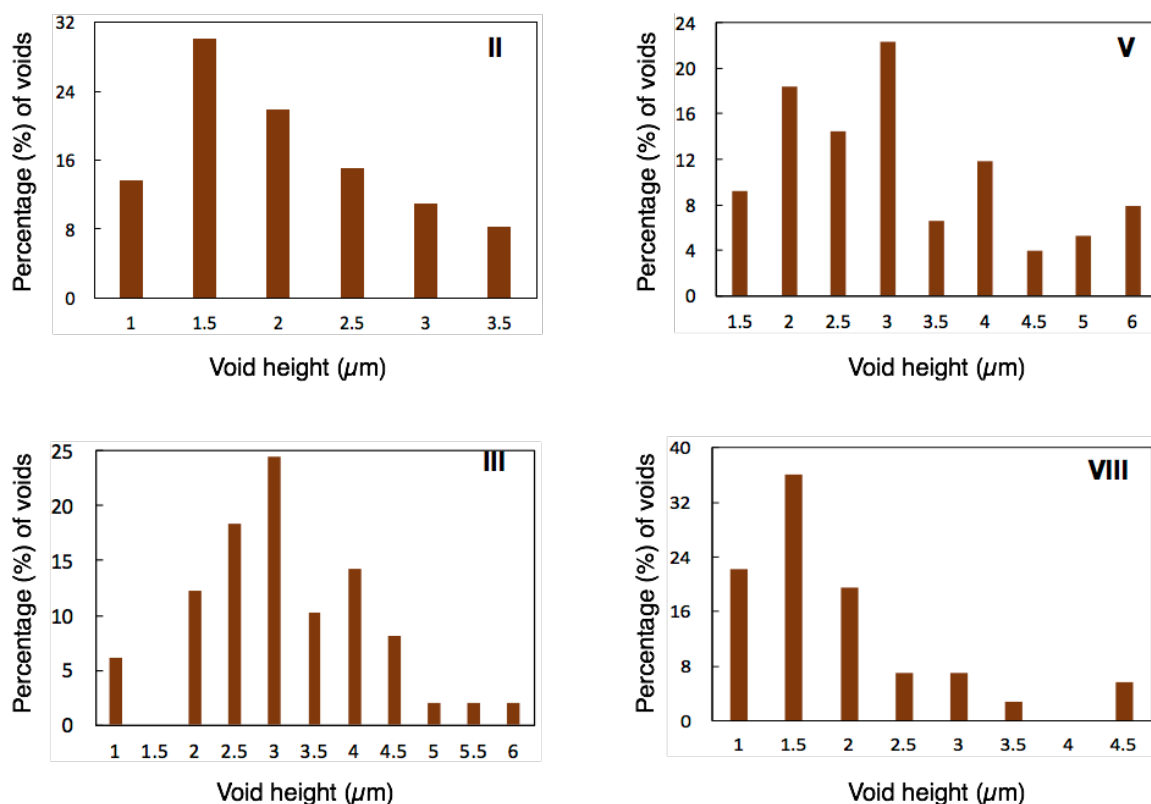 Percentage (%) of voids
32
24
16
8
0
II
1 1.5 2 2.5 3 3.5
Void height (µm)
Percentage (%) of voids
24
20
16
12
8
4
0
V
1.5 2 2.5 3 3.5 4 4.5 5 6
Void height (µm)
Percentage (%) of voids
25
20
15
10
5
0
III
1 1.5 2 2.5 3 3.5 4 4.5 5 5.5 6
Void height (µm)
Percentage (%) of voids
40
32
24
16
8
0
VIII
1 1.5 2 2.5 3 3.5 4 4.5
Void height (µm)